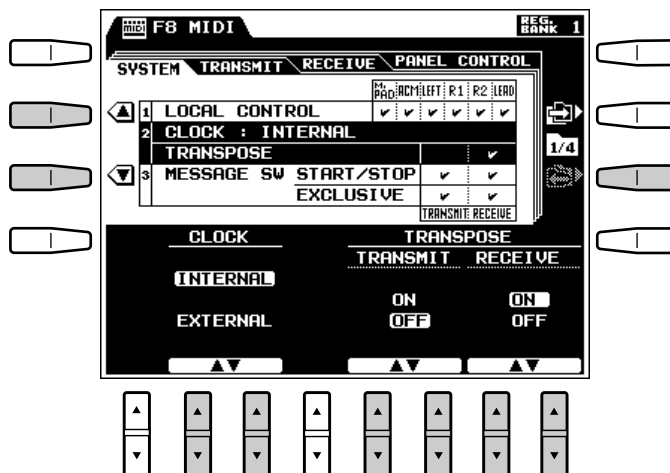 MIDI F8 MIDI REG. BANK 1
SYSTEM TRANSMIT RECEIVE PANEL CONTROL
M. PAD ACM LEFT R1 R2 LEAD
1 LOCAL CONTROL
2 CLOCK : INTERNAL
TRANSPOSE
1/4
3 MESSAGE SW START/STOP
EXCLUSIVE
TRANSMIT RECEIVE
CLOCK TRANSPOSE
TRANSMIT RECEIVE
INTERNAL
ON ON
EXTERNAL OFF OFF